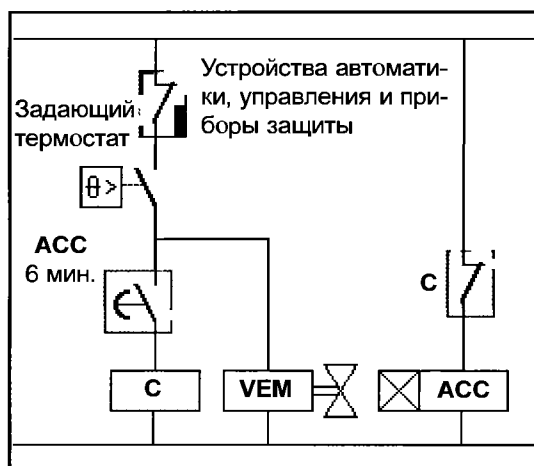 Устройства автомати-
ки, управления и при-
боры защиты
Задающий
термостат
θ>
ACC
6 мин.
C
C
VEM
ACC